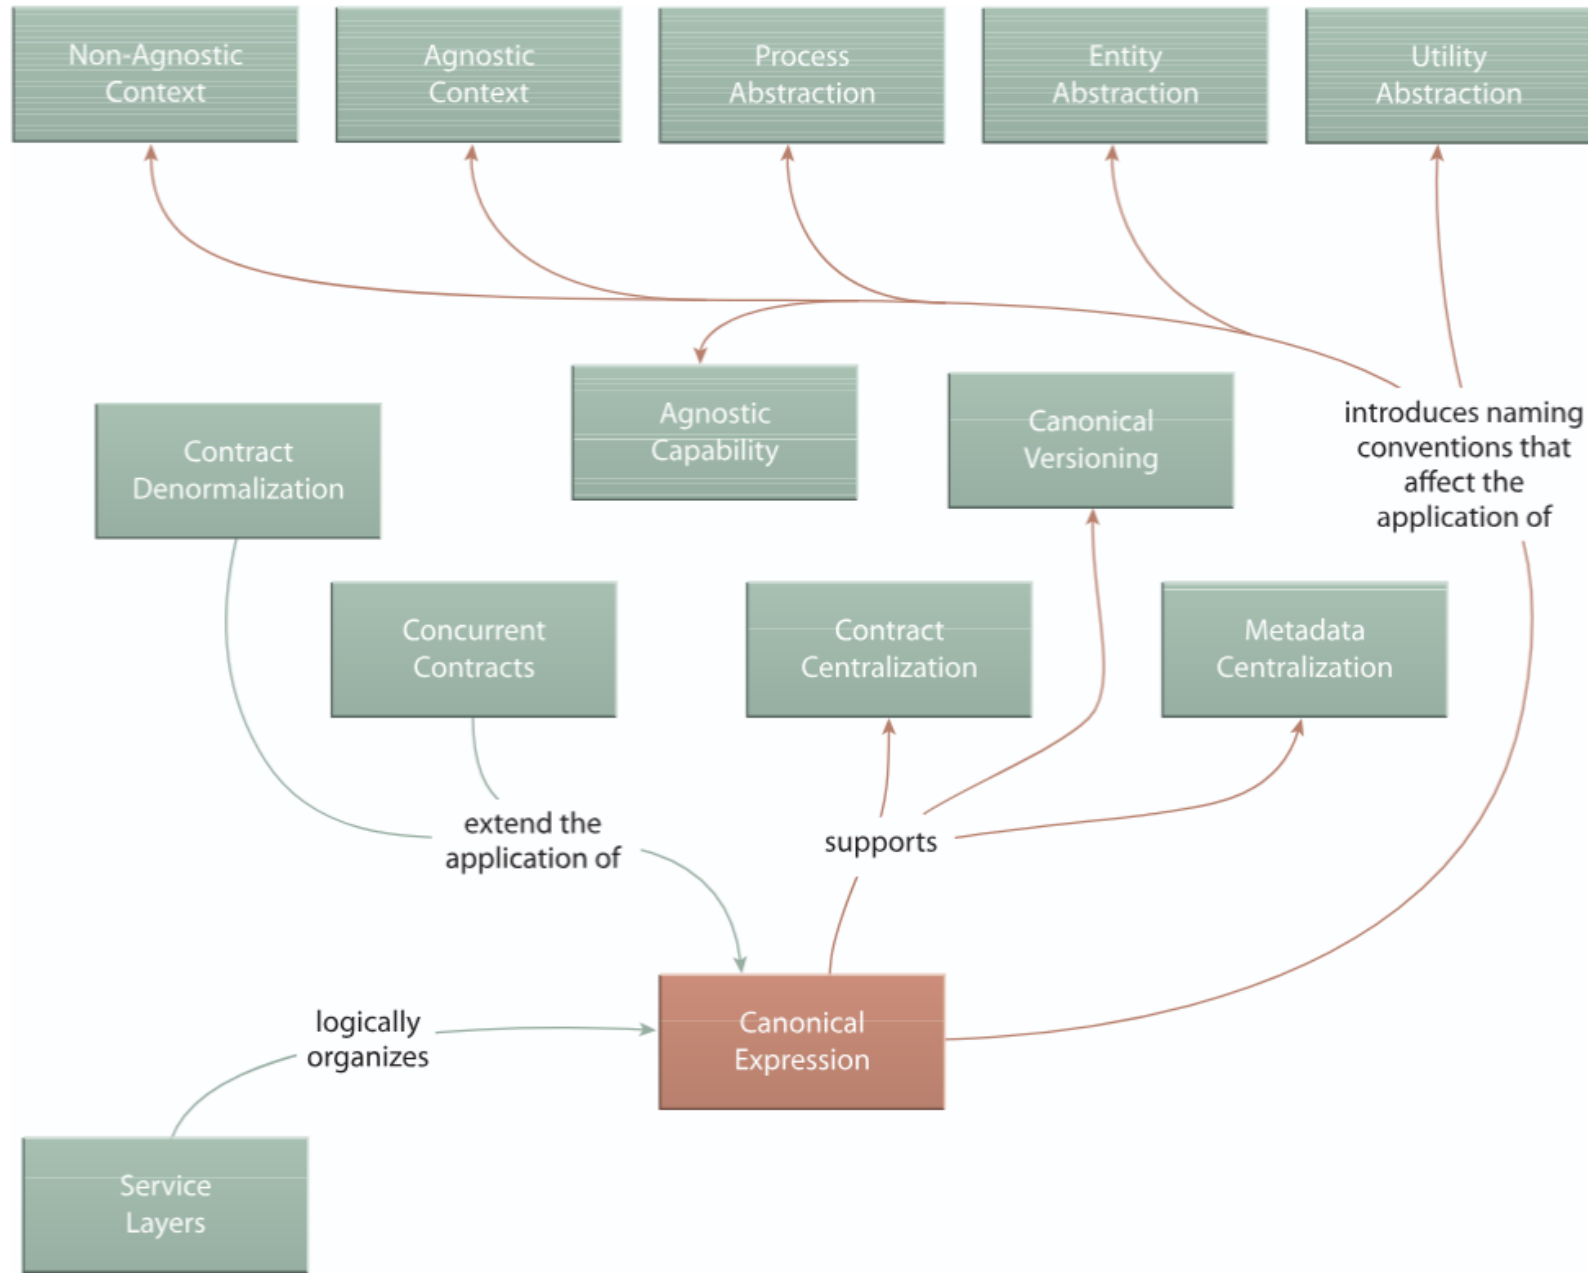 Non-Agnostic
Context
Agnostic
Context
Process
Abstraction
Entity
Abstraction
Utility
Abstraction
Agnostic
Capability
Canonical
Versioning
introduces naming
conventions that
affect the
application of
Contract
Denormalization
Concurrent
Contracts
Contract
Centralization
Metadata
Centralization
extend the
application of
supports
logically
organizes
Canonical
Expression
Service
Layers